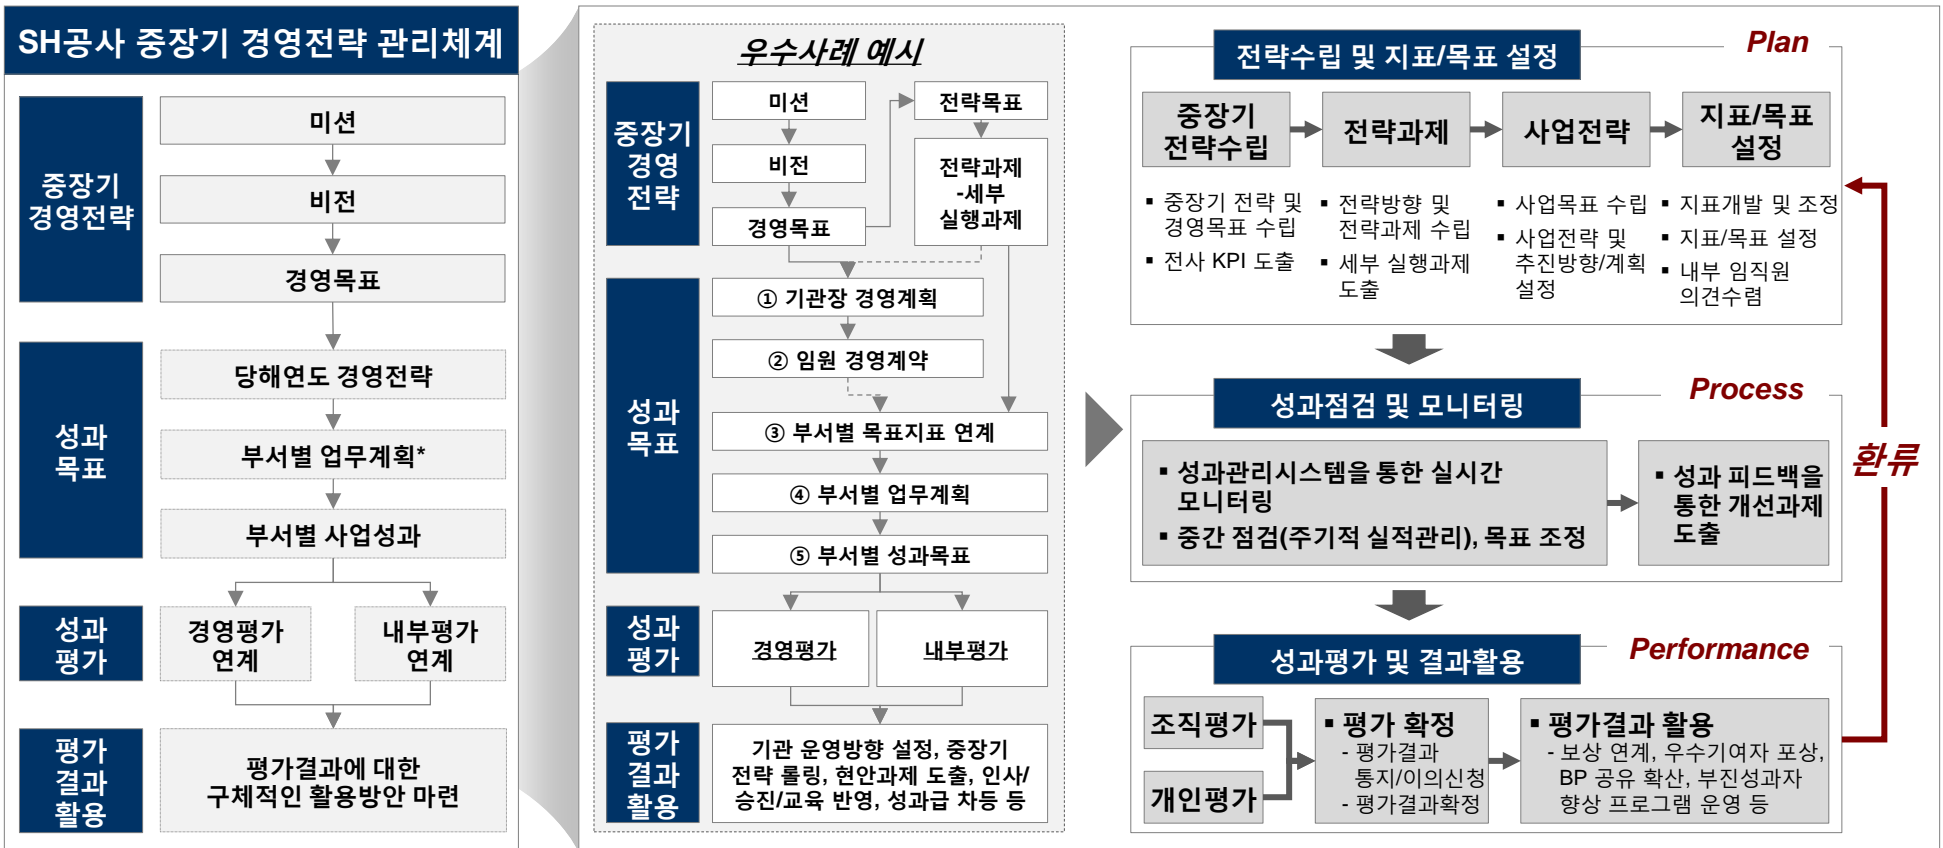 SH공사 중장기 경영전략 관리체계
중장기
경영전략
미션
비전
경영목표
성과
목표
당해연도 경영전략
부서별 업무계획*
부서별 사업성과
성과
평가
경영평가
연계
내부평가
연계
평가
결과
활용
평가결과에 대한
구체적인 활용방안 마련
우수사례 예시
중장기
경영
전략
미션
비전
경영목표
전략목표
전략과제
-세부
실행과제
성과
목표
① 기관장 경영계획
② 임원 경영계약
③ 부서별 목표지표 연계
④ 부서별 업무계획
⑤ 부서별 성과목표
성과
평가
경영평가
내부평가
평가
결과
활용
기관 운영방향 설정, 중장기
전략 롤링, 현안과제 도출, 인사/
승진/교육 반영, 성과급 차등 등
전략수립 및 지표/목표 설정
Plan
중장기
전략수립
전략과제
사업전략
지표/목표
설정
▪ 중장기 전략 및
경영목표 수립
▪ 전사 KPI 도출
▪ 전략방향 및
전략과제 수립
▪ 세부 실행과제
도출
▪ 사업목표 수립
▪ 사업전략 및
추진방향/계획
설정
▪ 지표개발 및 조정
▪ 지표/목표 설정
▪ 내부 임직원
의견수렴
성과점검 및 모니터링
Process
▪ 성과관리시스템을 통한 실시간
모니터링
▪ 중간 점검(주기적 실적관리), 목표 조정
▪ 성과 피드백을
통한 개선과제
도출
환류
성과평가 및 결과활용
Performance
조직평가
개인평가
▪ 평가 확정
- 평가결과
통지/이의신청
- 평가결과확정
▪ 평가결과 활용
- 보상 연계, 우수기여자 포상,
BP 공유 확산, 부진성과자
향상 프로그램 운영 등